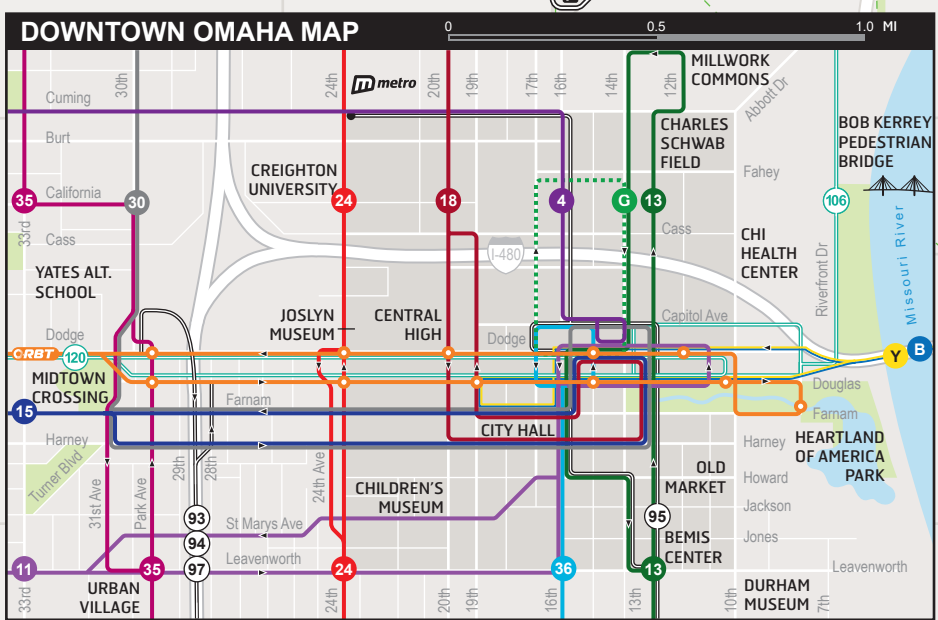 DOWNTOWN OMAHA MAP
0 0.5 1.0 MI
30th
24th
metro
20th
19th
17th
16th
14th
12th
MILLWORK
COMMONS
Abbott Dr
Cuming
Burt
CHARLES
SCHWAB
FIELD
BOB KERREY
PEDESTRIAN
BRIDGE
CREIGHTON
UNIVERSITY
Fahey
California
35
30
24
18
4
G
13
106
33rd
Cass
Cass
I-480
CHI
HEALTH
CENTER
Riverfront Dr
Missouri River
YATES ALT.
SCHOOL
JOSLYN
MUSEUM
CENTRAL
HIGH
Capitol Ave
Dodge
Dodge
ORBT
120
Y
B
MIDTOWN
CROSSING
Douglas
Farnam
Farnam
15
CITY HALL
Harney
Harney
HEARTLAND
OF AMERICA
PARK
Turner Blvd
29th
28th
24th Ave
31st Ave
Park Ave
CHILDREN'S
MUSEUM
OLD
MARKET
Howard
Jackson
93
St Marys Ave
95
94
Jones
BEMIS
CENTER
Leavenworth
Leavenworth
11
35
97
24
36
13
URBAN
VILLAGE
DURHAM
MUSEUM
33rd
24th
20th
19th
16th
13th
10th
7th